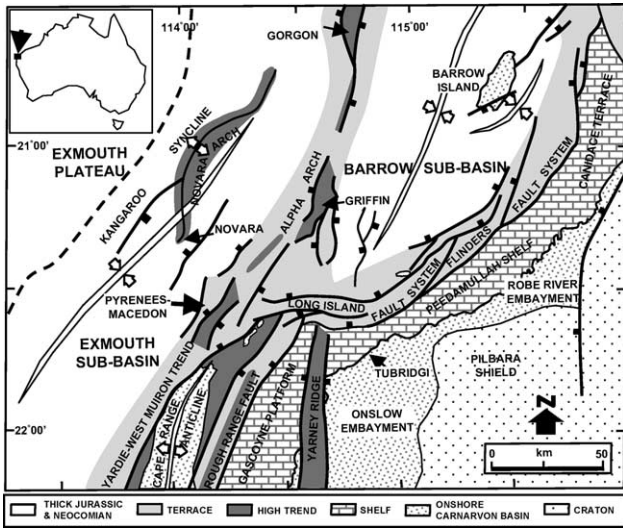 114'00"
115'00"
GORGON
BARROW
ISLAND
21'00"
EXMOUTH
PLATEAU
SYNCLINE
NOVARA ARCH
KANGAROO
NOVARA
ALPHA ARCH
BARROW SUB-BASIN
GRIFFIN
CANIDACE TERRACE
FAULT SYSTEM
FLINDERS
FAULT SYSTEM
LONG ISLAND
PEEDAMULLAH SHELF
ROBE RIVER
EMBAYMENT
PYRENEES-
MACEDON
EXMOUTH
SUB-BASIN
TUBRIDGI
PILBARA
SHIELD
YARDIE-WEST MUIRON TREND
CAPE RANGE
ANTICLINE
ROUGH RANGE FAULT
GASCOYNE PLATFORM
YARNEY RIDGE
ONSLOW
EMBAYMENT
22'00"
N
0 50
km
THICK JURASSIC
& NEOCOMIAN
TERRACE
HIGH TREND
SHELF
ONSHORE
CARNARVON BASIN
CRATON